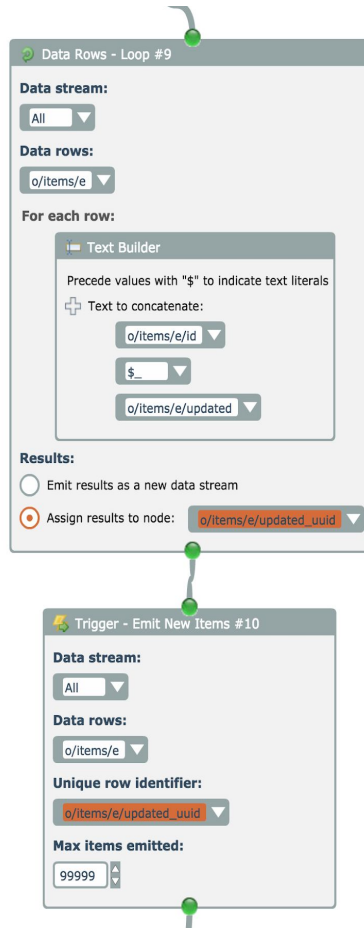 Data Rows - Loop #9
Data stream:
All
Data rows:
o/items/e
For each row:
Text Builder
Precede values with "$" to indicate text literals
Text to concatenate:
o/items/e/id
$_
o/items/e/updated
Results:
Emit results as a new data stream
Assign results to node: o/items/e/updated_uuid
Trigger - Emit New Items #10
Data stream:
All
Data rows:
o/items/e
Unique row identifier:
o/items/e/updated_uuid
Max items emitted:
99999